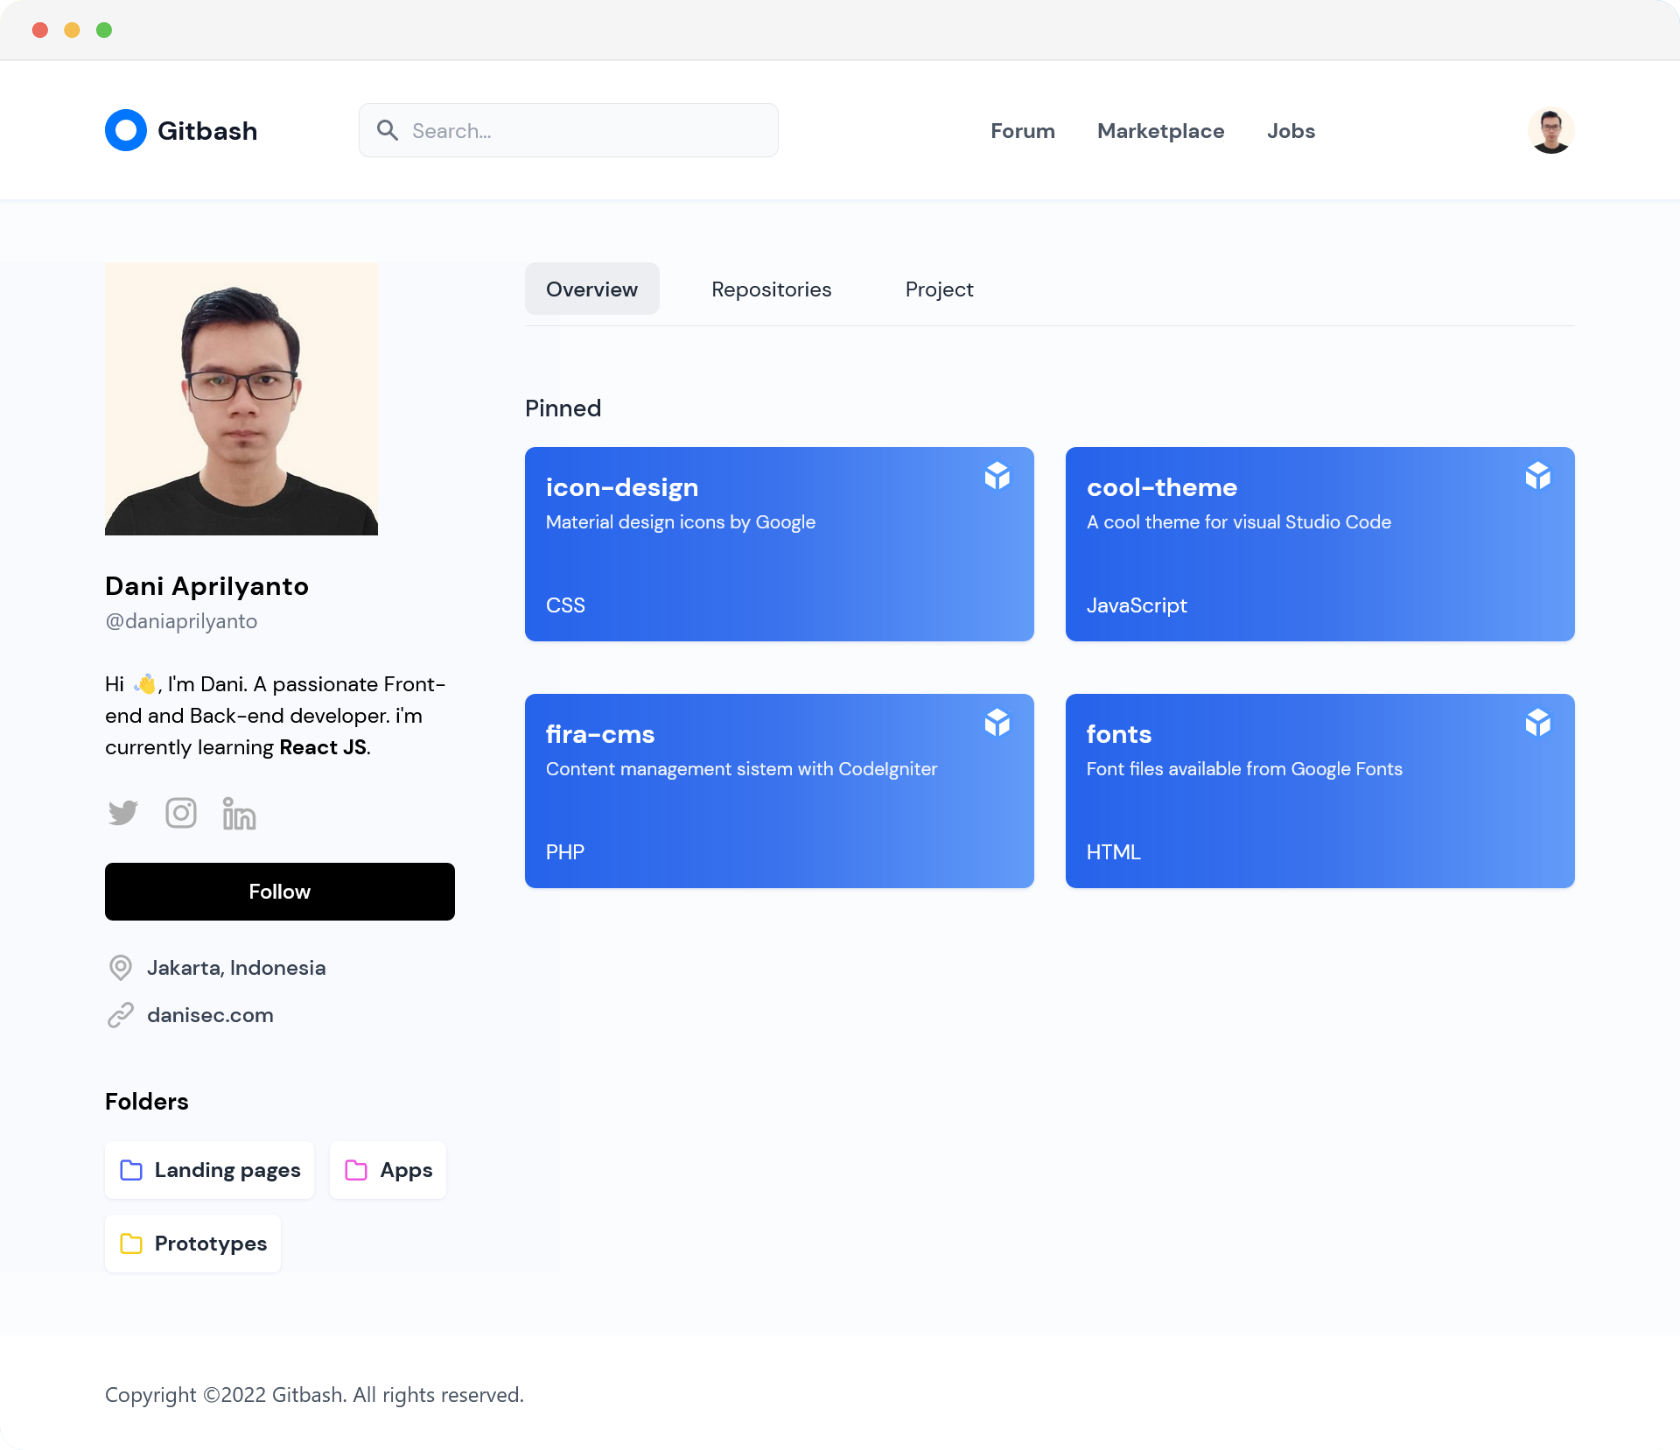 Gitbash
Search...
Forum
Marketplace
Jobs
Overview
Repositories
Project
Dani Aprilyanto
@daniaprilyanto
Hi 👋, I'm Dani. A passionate Front-
end and Back-end developer. i'm
currently learning React JS.
Follow
Jakarta, Indonesia
danisec.com
Folders
Landing pages
Apps
Prototypes
Pinned
icon-design
Material design icons by Google
CSS
cool-theme
A cool theme for visual Studio Code
JavaScript
fira-cms
Content management sistem with CodeIgniter
PHP
fonts
Font files available from Google Fonts
HTML
Copyright ©2022 Gitbash. All rights reserved.